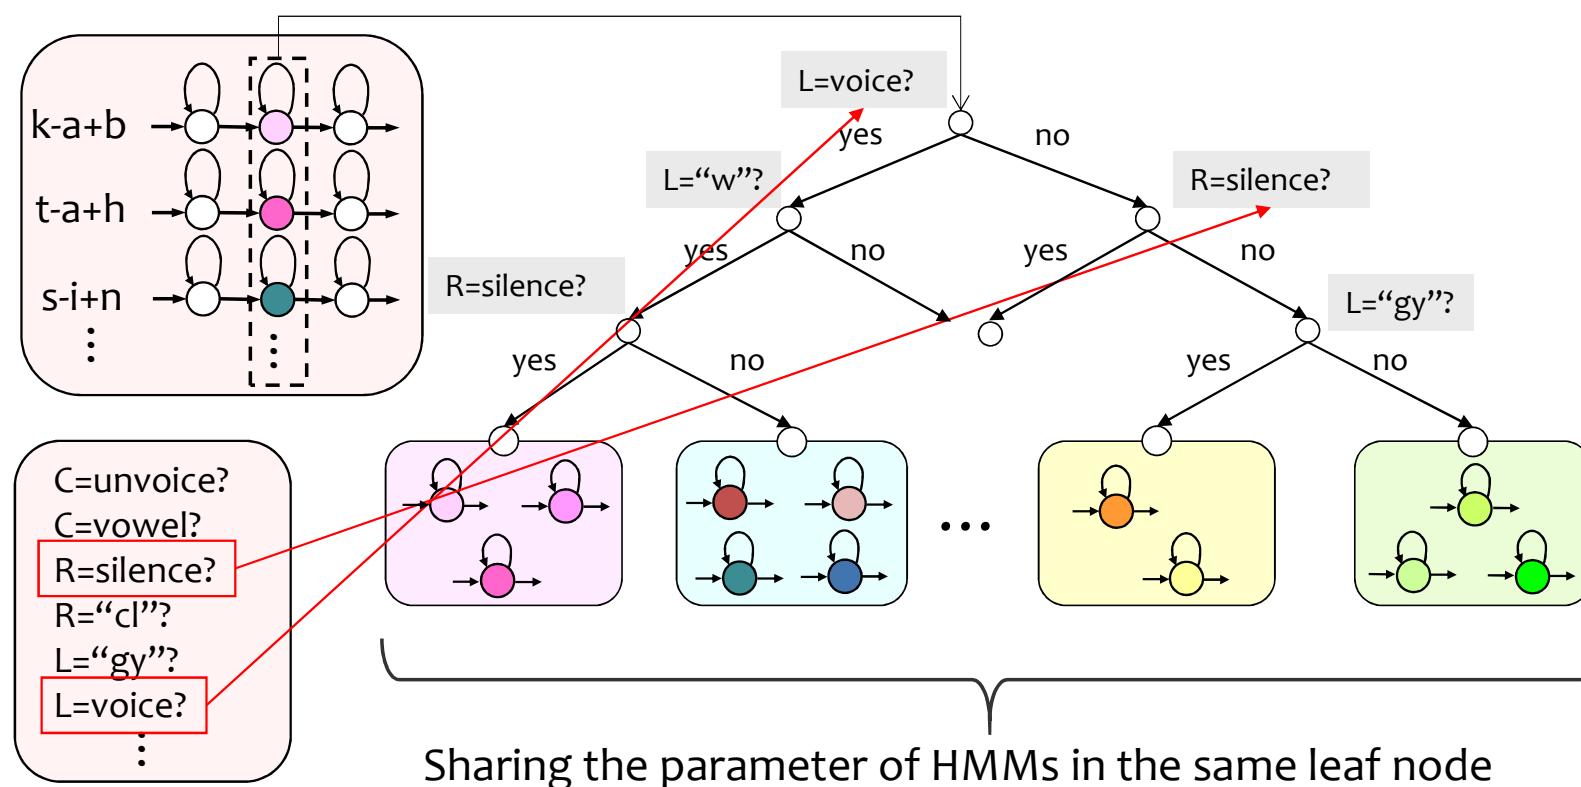 k-a+b
t-a+h
s-i+n
⋮
⋮
C=unvoice?
C=vowel?
R=silence?
R=“cl”?
L=“gy”?
L=voice?
⋮
L=voice?
yes
no
L=“w”?
R=silence?
yes
no
yes
no
R=silence?
L=“gy”?
yes
no
yes
no
...
Sharing the parameter of HMMs in the same leaf node